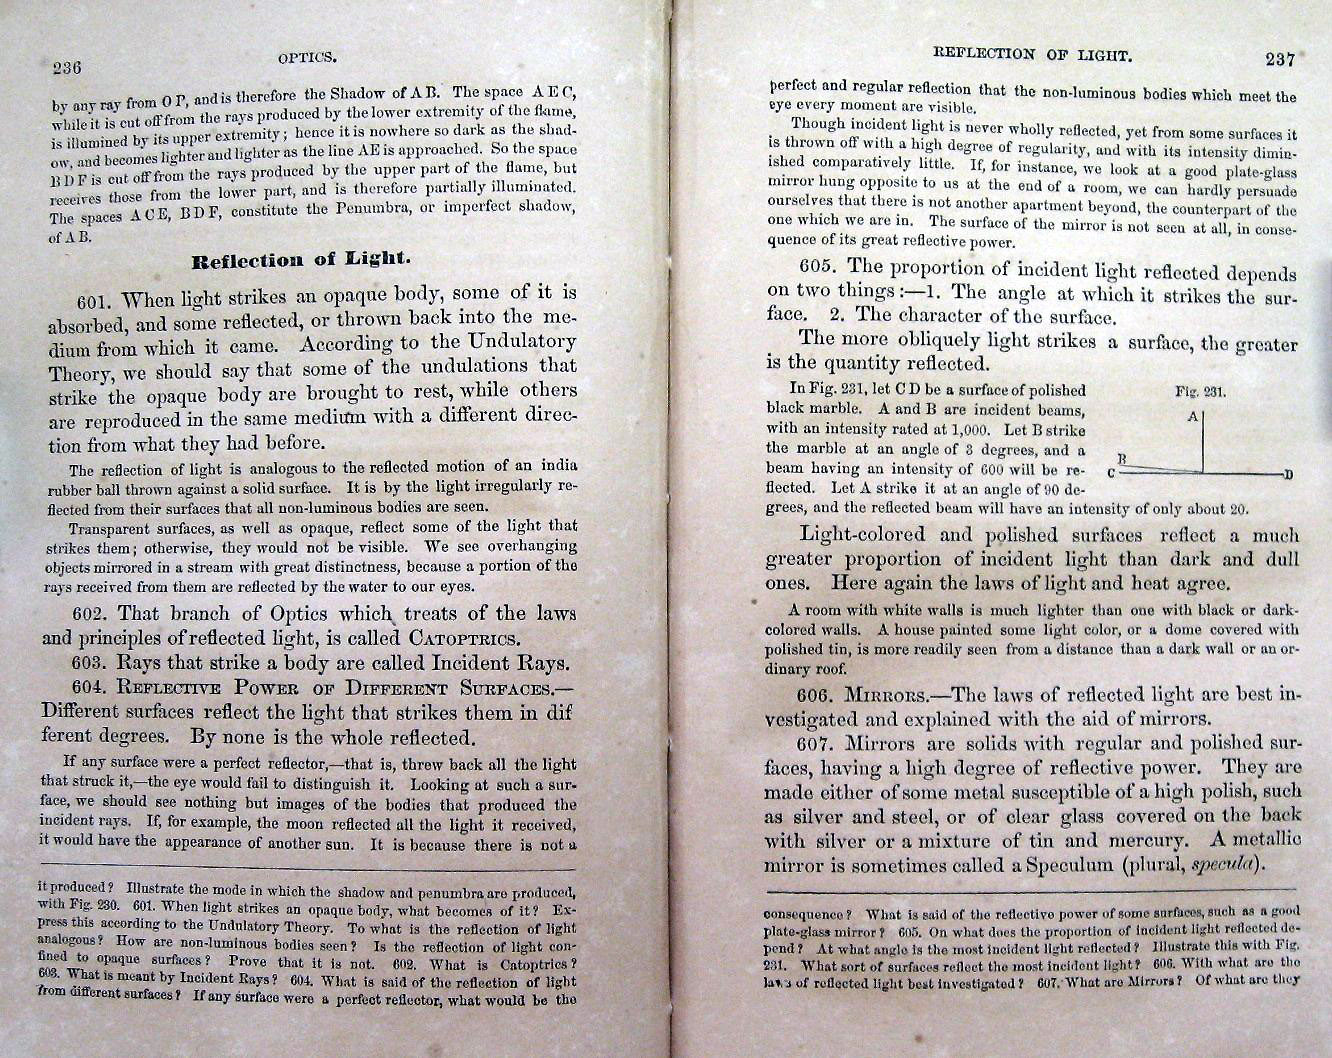 236
OPTICS.
by any ray from O P, and is therefore the Shadow of A B. The space A E C,
while it is cut off from the rays produced by the lower extremity of the flame,
is illumined by its upper extremity; hence it is nowhere so dark as the shad-
ow, and becomes lighter and lighter as the line AE is approached. So the space
B D F is cut off from the rays produced by the upper part of the flame, but
receives those from the lower part, and is therefore partially illuminated.
The spaces A C E, B D F, constitute the Penumbra, or imperfect shadow,
of A B.
Reflection of Light.
601. When light strikes an opaque body, some of it is
absorbed, and some reflected, or thrown back into the me-
dium from which it came. According to the Undulatory
Theory, we should say that some of the undulations that
strike the opaque body are brought to rest, while others
are reproduced in the same medium with a different direc-
tion from what they had before.
The reflection of light is analogous to the reflected motion of an india
rubber ball thrown against a solid surface. It is by the light irregularly re-
flected from their surfaces that all non-luminous bodies are seen.
Transparent surfaces, as well as opaque, reflect some of the light that
strikes them; otherwise, they would not be visible. We see overhanging
objects mirrored in a stream with great distinctness, because a portion of the
rays received from them are reflected by the water to our eyes.
602. That branch of Optics which treats of the laws
and principles of reflected light, is called CATOPTRICS.
603. Rays that strike a body are called Incident Rays.
604. REFLECTIVE POWER OF DIFFERENT SURFACES.—
Different surfaces reflect the light that strikes them in dif
ferent degrees. By none is the whole reflected.
If any surface were a perfect reflector,—that is, threw back all the light
that struck it,—the eye would fail to distinguish it. Looking at such a sur-
face, we should see nothing but images of the bodies that produced the
incident rays. If, for example, the moon reflected all the light it received,
it would have the appearance of another sun. It is because there is not a
it produced? Illustrate the mode in which the shadow and penumbra are produced,
with Fig. 230. 601. When light strikes an opaque body, what becomes of it? Ex-
press this according to the Undulatory Theory. To what is the reflection of light
analogous? How are non-luminous bodies seen? Is the reflection of light con-
fined to opaque surfaces? Prove that it is not. 602. What is Catoptrics?
603. What is meant by Incident Rays? 604. What is said of the reflection of light
from different surfaces? If any surface were a perfect reflector, what would be the
REFLECTION OF LIGHT.
237
perfect and regular reflection that the non-luminous bodies which meet the
eye every moment are visible.
Though incident light is never wholly reflected, yet from some surfaces it
is thrown off with a high degree of regularity, and with its intensity dimin-
ished comparatively little. If, for instance, we look at a good plate-glass
mirror hung opposite to us at the end of a room, we can hardly persuade
ourselves that there is not another apartment beyond, the counterpart of the
one which we are in. The surface of the mirror is not seen at all, in conse-
quence of its great reflective power.
605. The proportion of incident light reflected depends
on two things:—1. The angle at which it strikes the sur-
face. 2. The character of the surface.
The more obliquely light strikes a surface, the greater
is the quantity reflected.
In Fig. 231, let C D be a surface of polished
black marble. A and B are incident beams,
with an intensity rated at 1,000. Let B strike
the marble at an angle of 3 degrees, and a
beam having an intensity of 600 will be re-
flected. Let A strike it at an angle of 90 de-
grees, and the reflected beam will have an intensity of only about 20.
Fig. 231.
A
B
C
D
Light-colored and polished surfaces reflect a much
greater proportion of incident light than dark and dull
ones. Here again the laws of light and heat agree.
A room with white walls is much lighter than one with black or dark-
colored walls. A house painted some light color, or a dome covered with
polished tin, is more readily seen from a distance than a dark wall or an or-
dinary roof.
606. MIRRORS.—The laws of reflected light are best in-
vestigated and explained with the aid of mirrors.
607. Mirrors are solids with regular and polished sur-
faces, having a high degree of reflective power. They are
made either of some metal susceptible of a high polish, such
as silver and steel, or of clear glass covered on the back
with silver or a mixture of tin and mercury. A metallic
mirror is sometimes called a Speculum (plural, specula).
consequence? What is said of the reflective power of some surfaces, such as a good
plate-glass mirror? 605. On what does the proportion of incident light reflected de-
pend? At what angle is the most incident light reflected? Illustrate this with Fig.
231. What sort of surfaces reflect the most incident light? 606. With what are the
laws of reflected light best investigated? 607. What are Mirrors? Of what are they